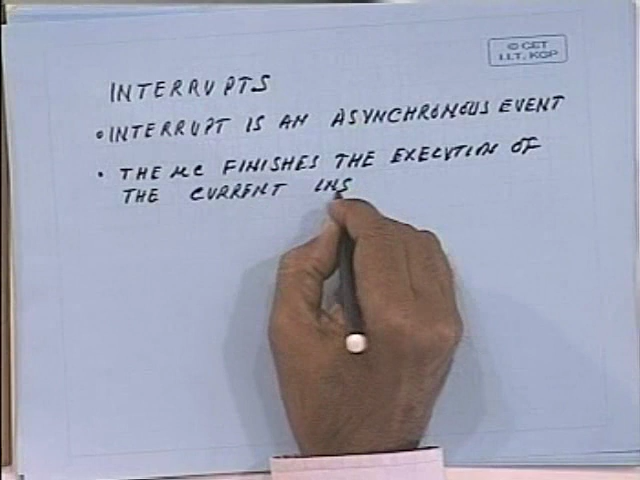 © CET
I.I.T. KGP
INTERRUPTS
• INTERRUPT IS AN ASYNCHRONOUS EVENT
• THE μC FINISHES THE EXECUTION OF
THE CURRENT INS